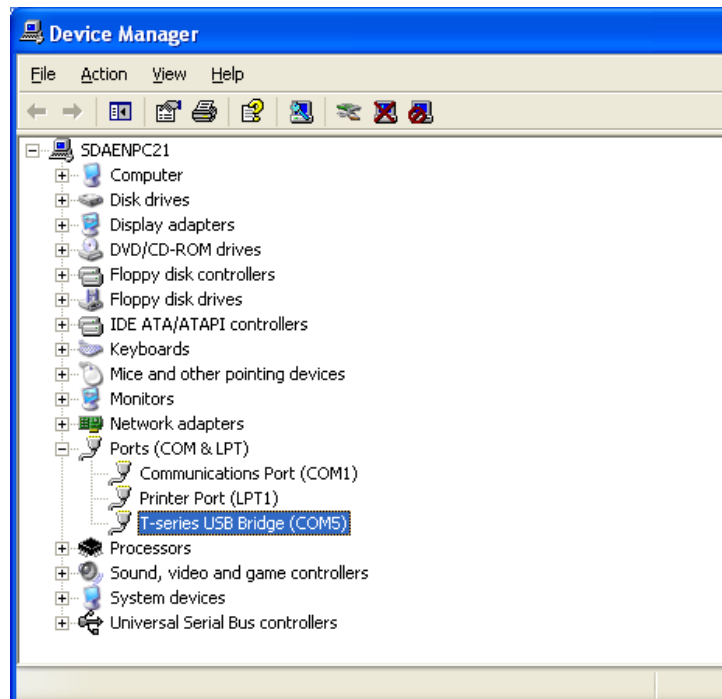 Device Manager
File Action View Help
SDAENPC21
Computer
Disk drives
Display adapters
DVD/CD-ROM drives
Floppy disk controllers
Floppy disk drives
IDE ATA/ATAPI controllers
Keyboards
Mice and other pointing devices
Monitors
Network adapters
Ports (COM & LPT)
Communications Port (COM1)
Printer Port (LPT1)
T-series USB Bridge (COM5)
Processors
Sound, video and game controllers
System devices
Universal Serial Bus controllers